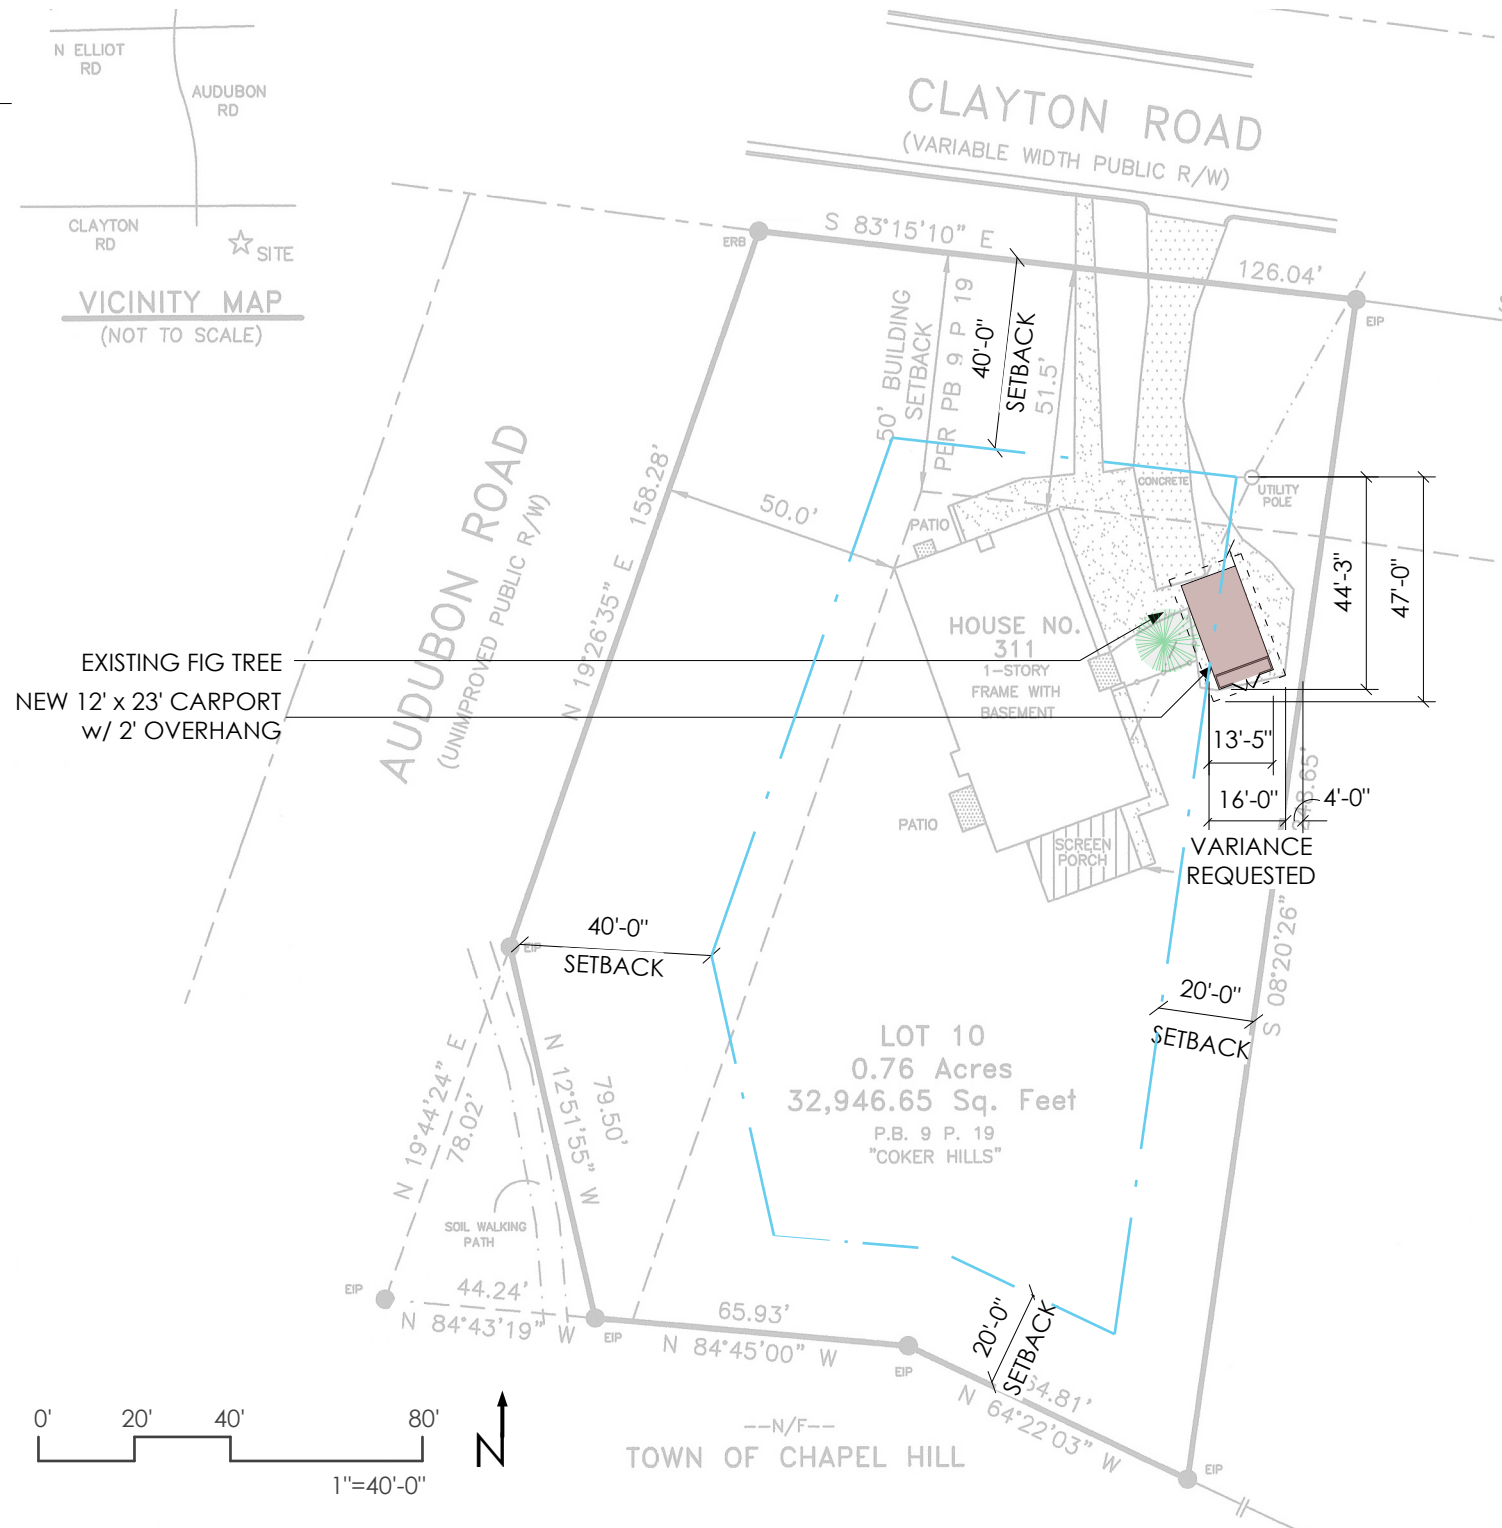 N ELLIOT
RD
AUDUBON
RD
CLAYTON
RD
SITE
VICINITY MAP
(NOT TO SCALE)
CLAYTON ROAD
(VARIABLE WIDTH PUBLIC R/W)
S 83°15'10" E
126.04'
ERB
EIP
50' BUILDING
SETBACK
PER PB 9 P 19
40'-0"
SETBACK
51.5'
AUDUBON ROAD
(UNIMPROVED PUBLIC R/W)
N 19°26'35" E 158.28'
50.0'
PATIO
CONCRETE
UTILITY
POLE
44'-3"
47'-0"
HOUSE NO.
311
1-STORY
FRAME WITH
BASEMENT
EXISTING FIG TREE
NEW 12' x 23' CARPORT
w/ 2' OVERHANG
13'-5"
16'-0"
4'-0"
VARIANCE
REQUESTED
PATIO
SCREEN
PORCH
EIP
40'-0"
SETBACK
20'-0"
SETBACK
S 08°20'26"
LOT 10
0.76 Acres
32,946.65 Sq. Feet
P.B. 9 P. 19
"COKER HILLS"
N 19°44'24" E
78.02'
N 12°51'55" W
79.50'
SOIL WALKING
PATH
EIP
44.24'
N 84°43'19" W
EIP
65.93'
N 84°45'00" W
EIP
20'-0"
SETBACK
N 64°22'03" W
EIP
0' 20' 40' 80'
1"=40'-0"
N
--N/F--
TOWN OF CHAPEL HILL